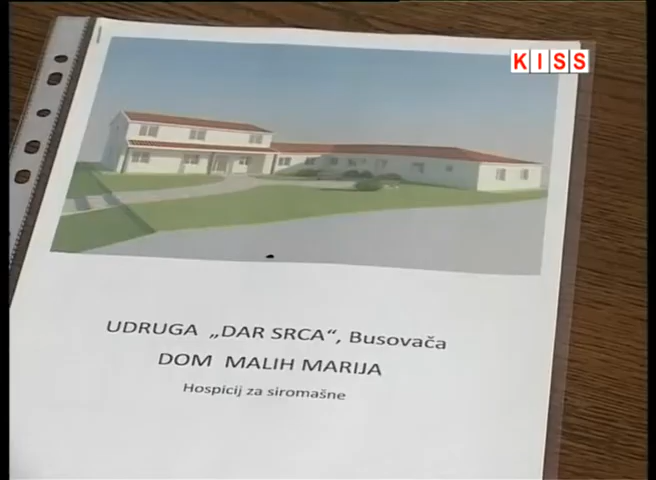 KISS
UDRUGA „DAR SRCA“, Busovača
DOM MALIH MARIJA
Hospicij za siromašne